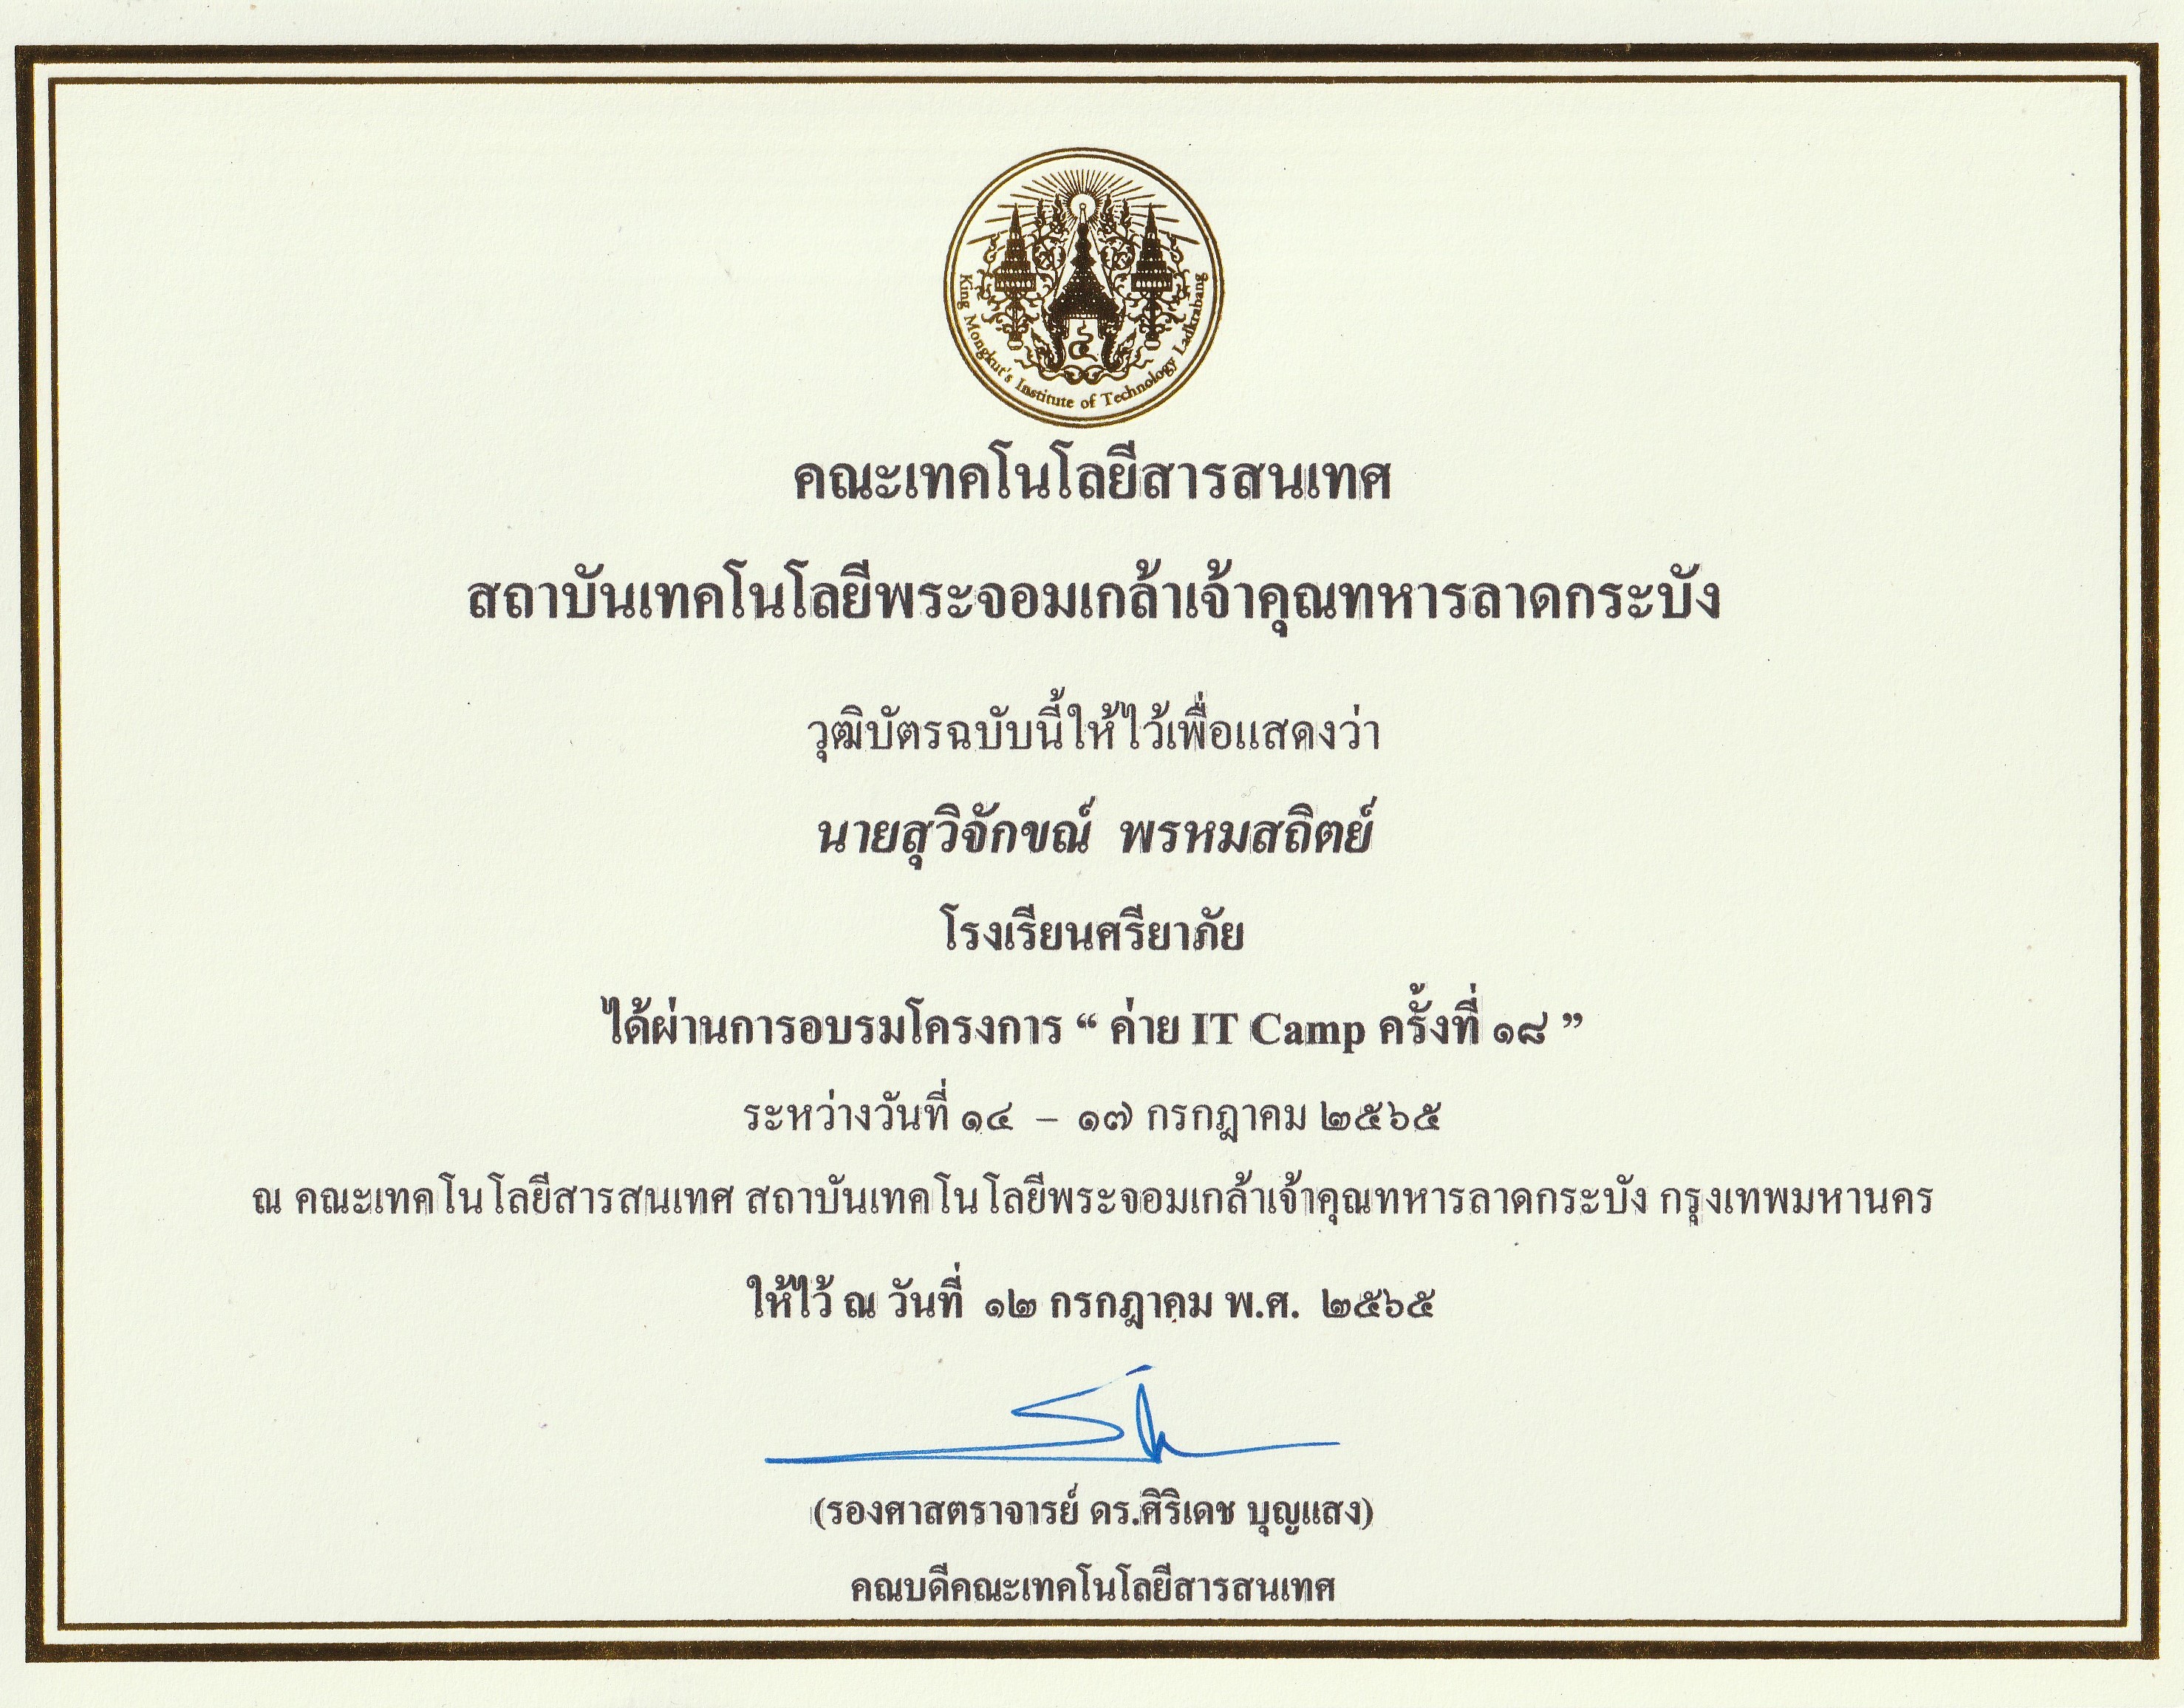 King Mongkut's Institute of Technology Ladkrabang
คณะเทคโนโลยีสารสนเทศ
สถาบันเทคโนโลยีพระจอมเกล้าเจ้าคุณทหารลาดกระบัง
วุฒิบัตรฉบับนี้ให้ไว้เพื่อแสดงว่า
นายสุวิจักขณ์ พรหมสถิตย์
โรงเรียนศรียาภัย
ได้ผ่านการอบรมโครงการ “ ค่าย IT Camp ครั้งที่ ๑๘ ”
ระหว่างวันที่ ๑๔ – ๑๗ กรกฎาคม ๒๕๖๕
ณ คณะเทคโนโลยีสารสนเทศ สถาบันเทคโนโลยีพระจอมเกล้าเจ้าคุณทหารลาดกระบัง กรุงเทพมหานคร
ให้ไว้ ณ วันที่ ๑๒ กรกฎาคม พ.ศ. ๒๕๖๕
(รองศาสตราจารย์ ดร.ศิริเดช บุญแสง)
คณบดีคณะเทคโนโลยีสารสนเทศ